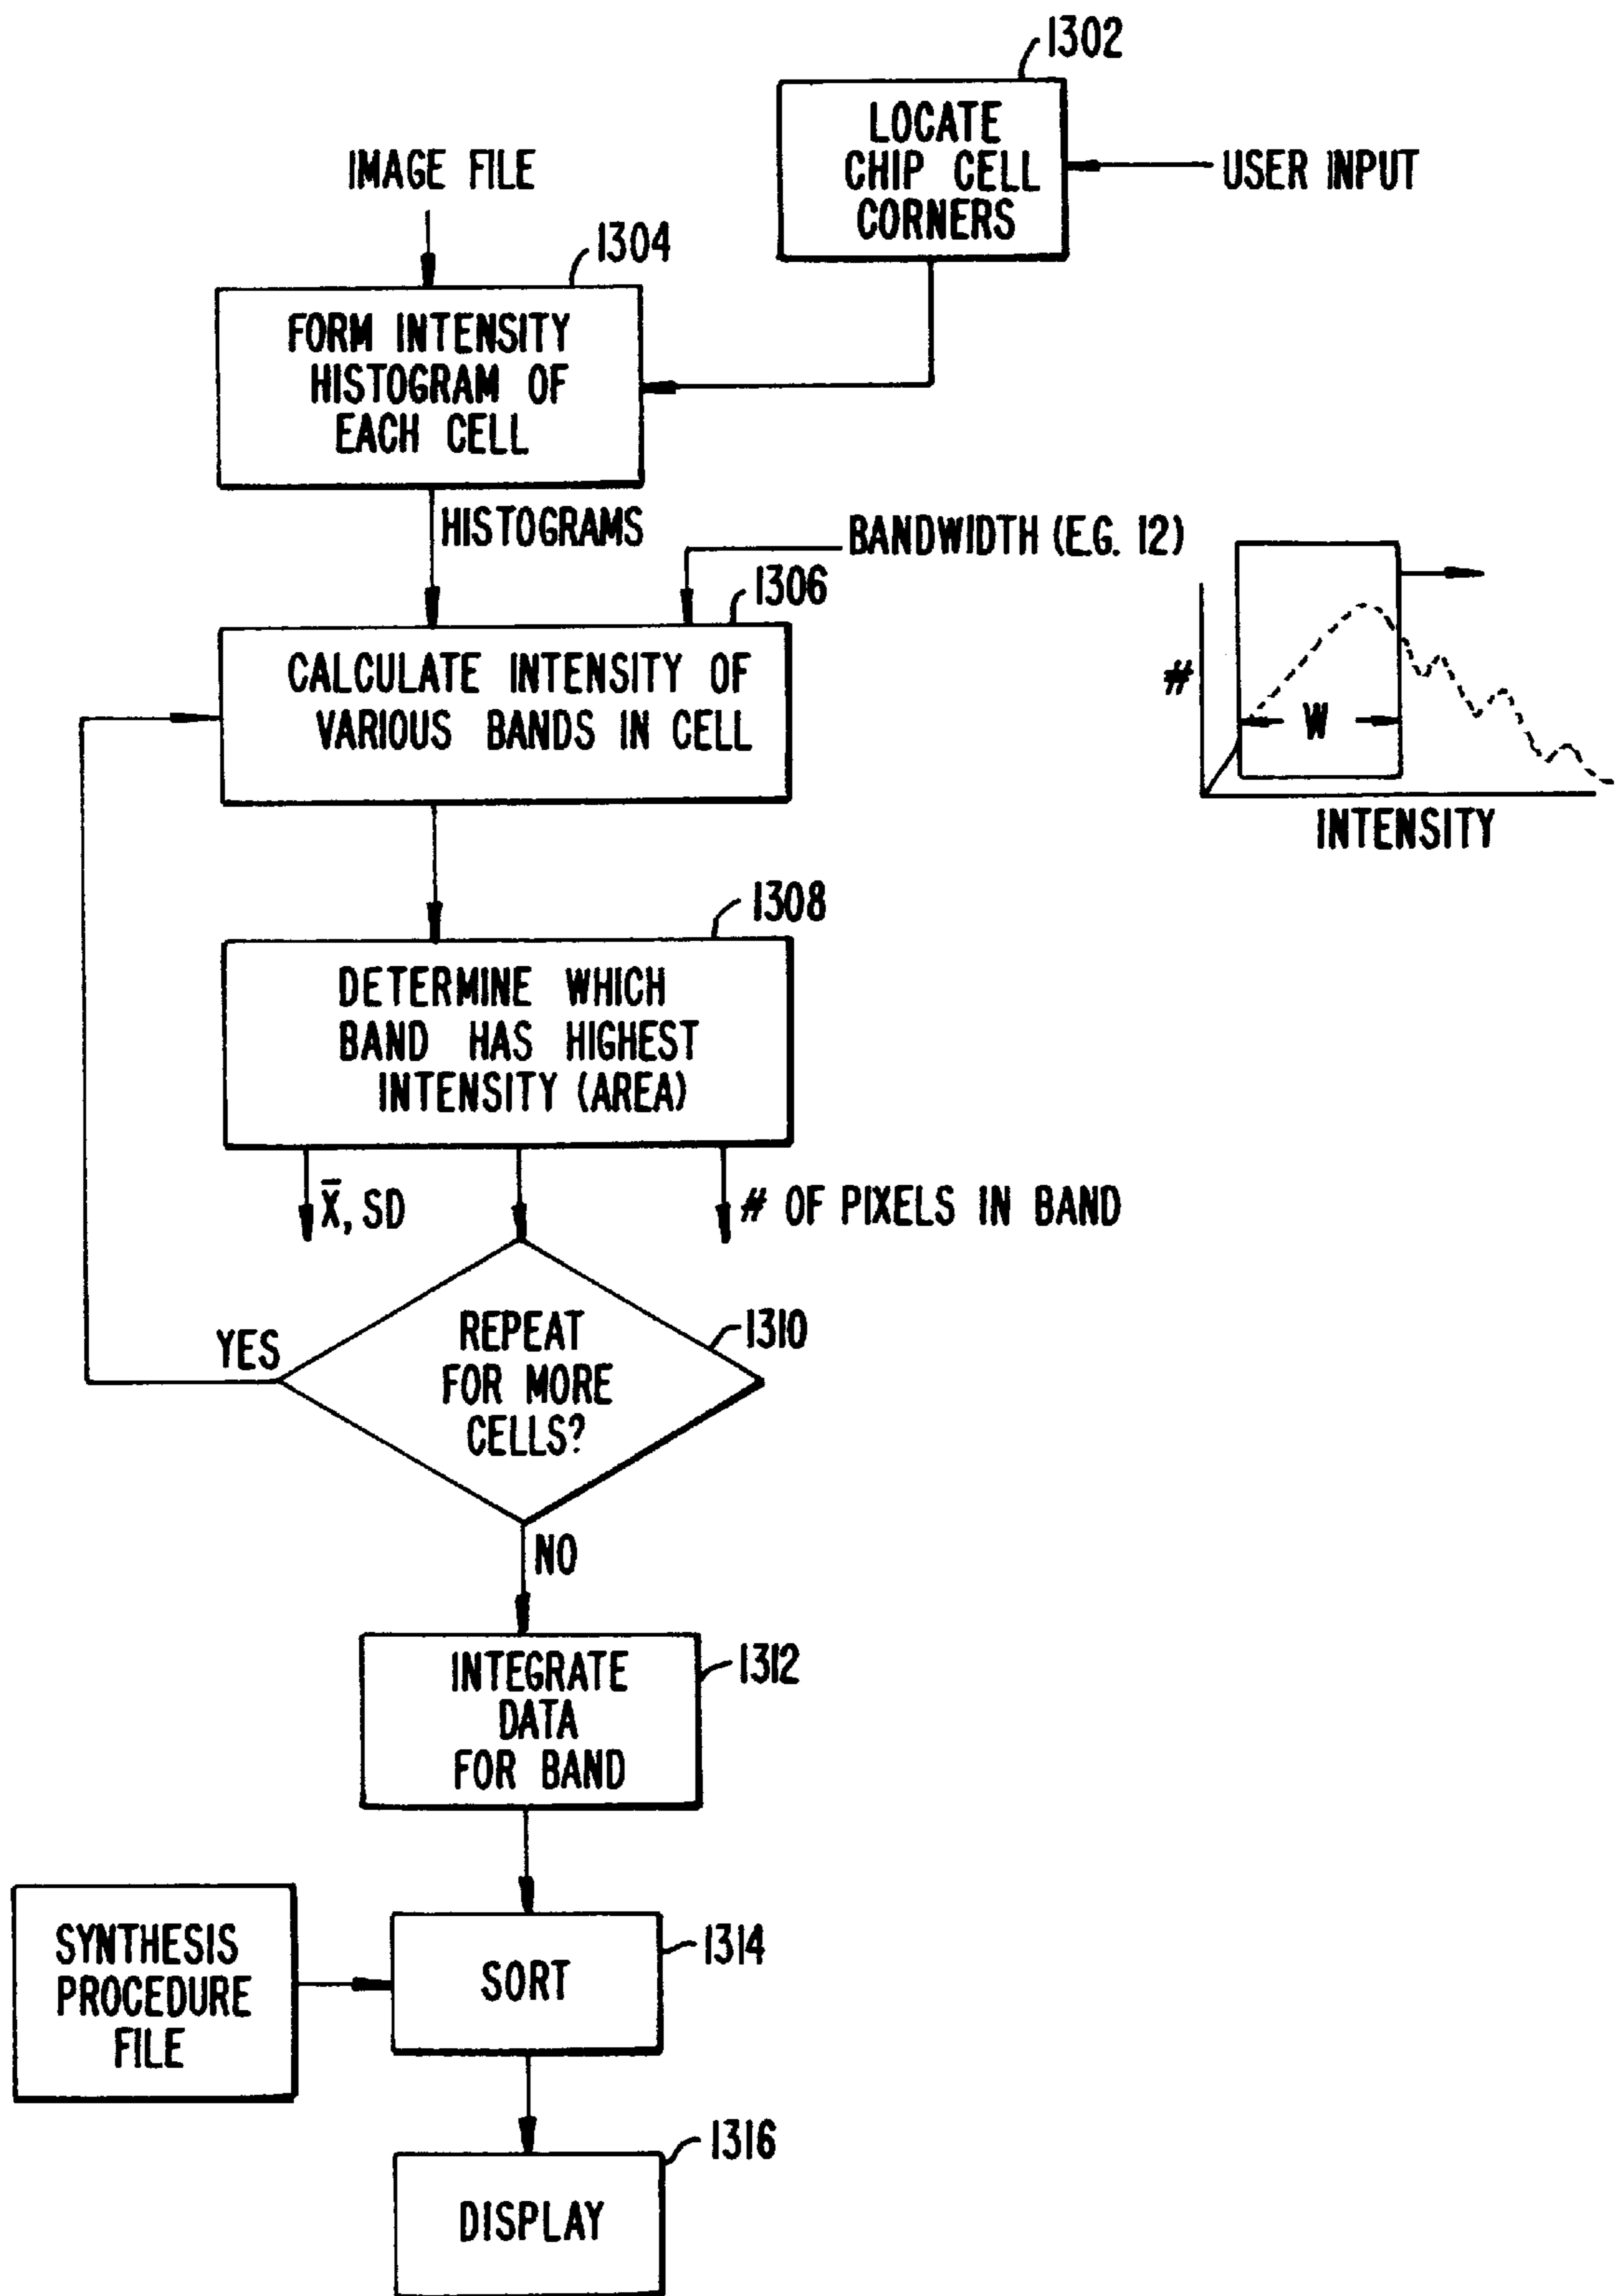 1302
LOCATE
CHIP CELL
CORNERS
USER INPUT
IMAGE FILE
1304
FORM INTENSITY
HISTOGRAM OF
EACH CELL
HISTOGRAMS
BANDWIDTH (E.G. 12)
1306
CALCULATE INTENSITY OF
VARIOUS BANDS IN CELL
#
W
INTENSITY
1308
DETERMINE WHICH
BAND HAS HIGHEST
INTENSITY (AREA)
X̄, SD
# OF PIXELS IN BAND
1310
REPEAT
FOR MORE
CELLS?
YES
NO
1312
INTEGRATE
DATA
FOR BAND
SYNTHESIS
PROCEDURE
FILE
1314
SORT
1316
DISPLAY